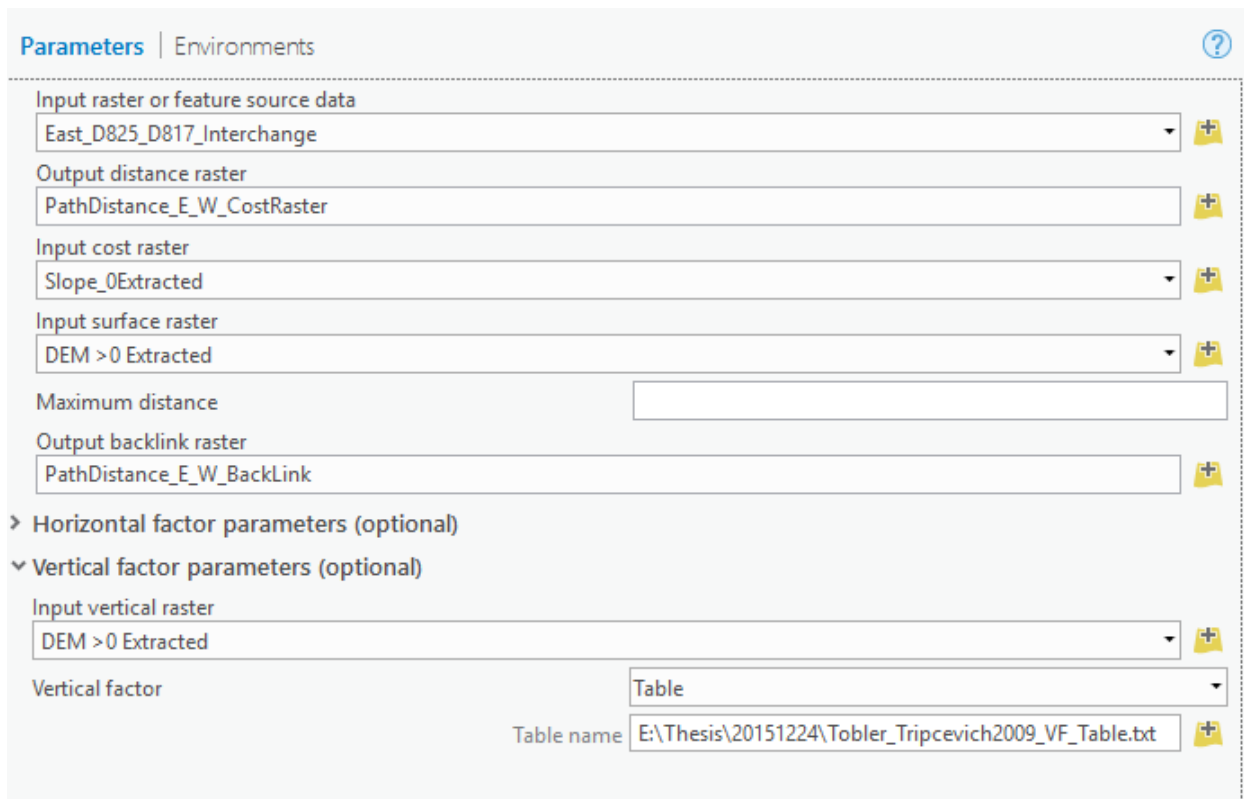 Parameters | Environments ?
Input raster or feature source data
East_D825_D817_Interchange
Output distance raster
PathDistance_E_W_CostRaster
Input cost raster
Slope_0Extracted
Input surface raster
DEM >0 Extracted
Maximum distance
Output backlink raster
PathDistance_E_W_BackLink
Horizontal factor parameters (optional)
Vertical factor parameters (optional)
Input vertical raster
DEM >0 Extracted
Vertical factor Table
Table name E:\Thesis\20151224\Tobler_Tripcevich2009_VF_Table.txt